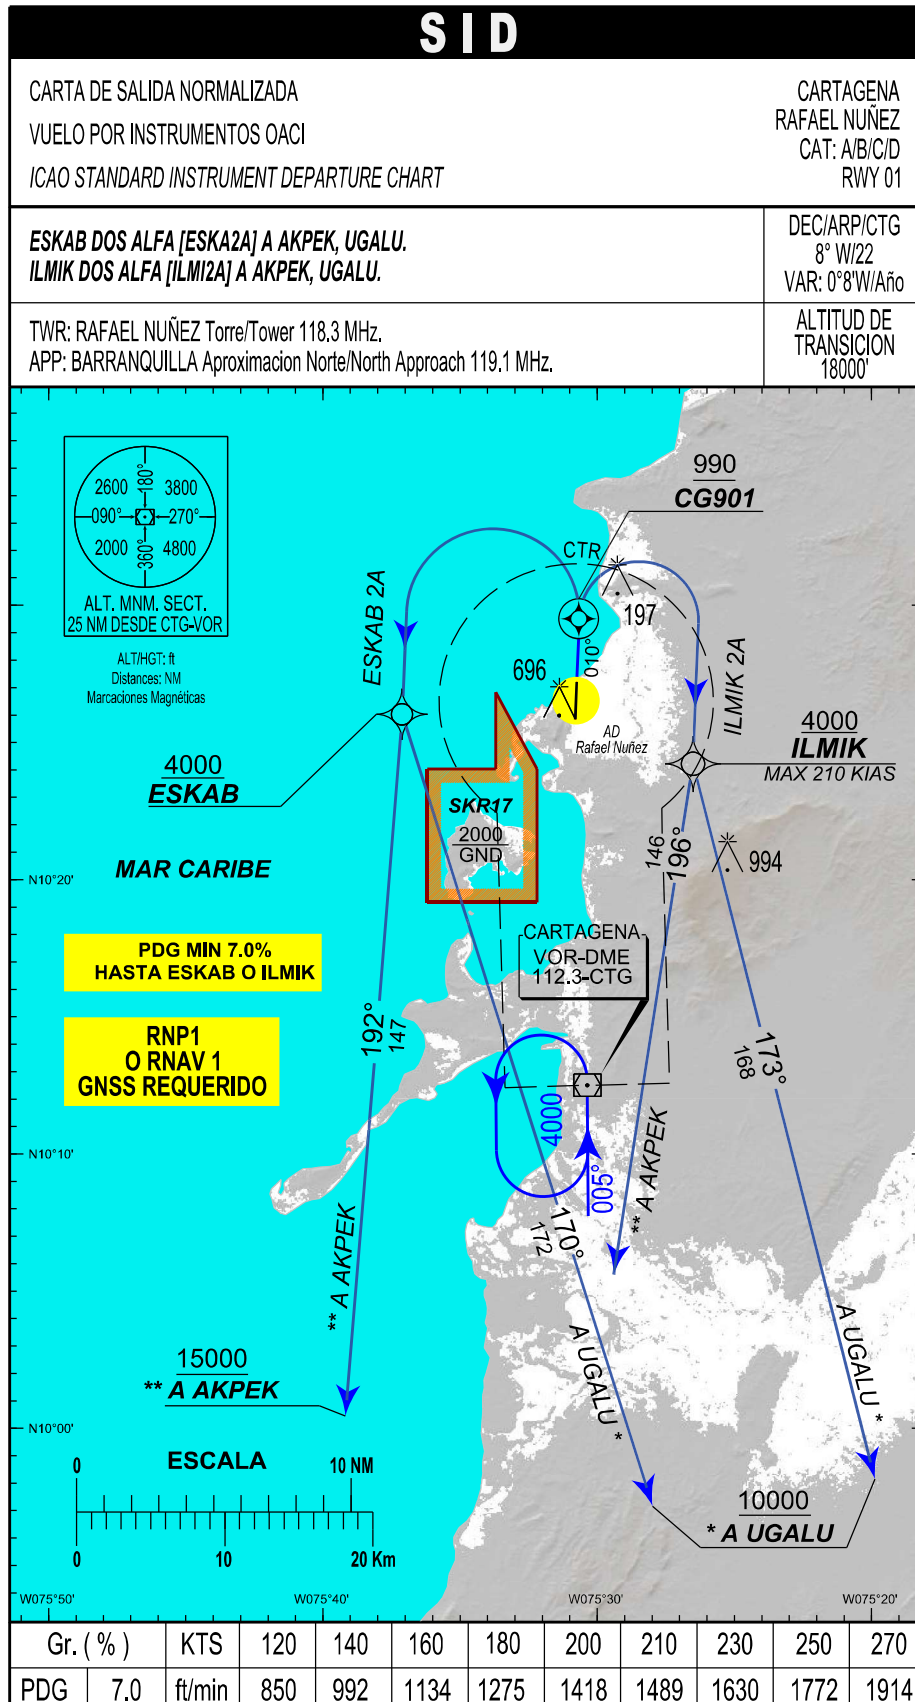 SID
CARTA DE SALIDA NORMALIZADA
VUELO POR INSTRUMENTOS OACI
ICAO STANDARD INSTRUMENT DEPARTURE CHART
CARTAGENA
RAFAEL NUÑEZ
CAT: A/B/C/D
RWY 01
ESKAB DOS ALFA [ESKA2A] A AKPEK, UGALU.
ILMIK DOS ALFA [ILMI2A] A AKPEK, UGALU.
DEC/ARP/CTG
8° W/22
VAR: 0°8'W/Año
TWR: RAFAEL NUÑEZ Torre/Tower 118.3 MHz.
APP: BARRANQUILLA Aproximacion Norte/North Approach 119.1 MHz.
ALTITUD DE
TRANSICION
18000'
2600
180°
3800
090°
270°
2000
360°
4800
ALT. MNM. SECT.
25 NM DESDE CTG-VOR
ALT/HGT: ft
Distances: NM
Marcaciones Magnéticas
990
CG901
CTR
197
ESKAB 2A
010°
696
AD
Rafael Nuñez
ILMIK 2A
4000
ILMIK
MAX 210 KIAS
4000
ESKAB
SKR17
2000
GND
146
196°
994
MAR CARIBE
N10°20'
CARTAGENA
VOR-DME
112.3-CTG
PDG MIN 7.0%
HASTA ESKAB O ILMIK
RNP1
O RNAV 1
GNSS REQUERIDO
192°
147
173°
168
4000
005°
** A AKPEK
N10°10'
170°
172
** A AKPEK
A UGALU *
A UGALU *
15000
** A AKPEK
N10°00'
ESCALA
0
10 NM
0
10
20 Km
10000
* A UGALU
W075°50'
W075°40'
W075°30'
W075°20'
Gr. ( % ) KTS 120 140 160 180 200 210 230 250 270
PDG 7.0 ft/min 850 992 1134 1275 1418 1489 1630 1772 1914